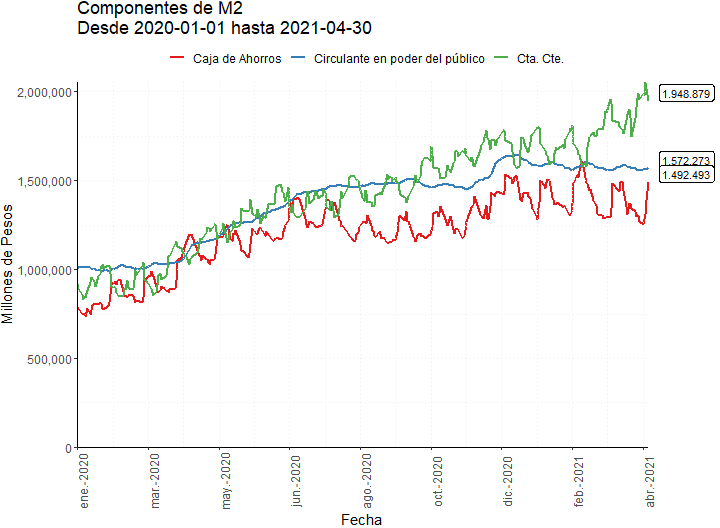 Componentes de M2
Desde 2020-01-01 hasta 2021-04-30
Caja de Ahorros Circulante en poder del público Cta. Cte.
2,000,000
1,500,000
1,000,000
500,000
0
Millones de Pesos
1.948.879
1.572.273
1.492.493
ene.-2020 mar.-2020 may.-2020 jun.-2020 ago.-2020 oct.-2020 dic.-2020 feb.-2021 abr.-2021
Fecha